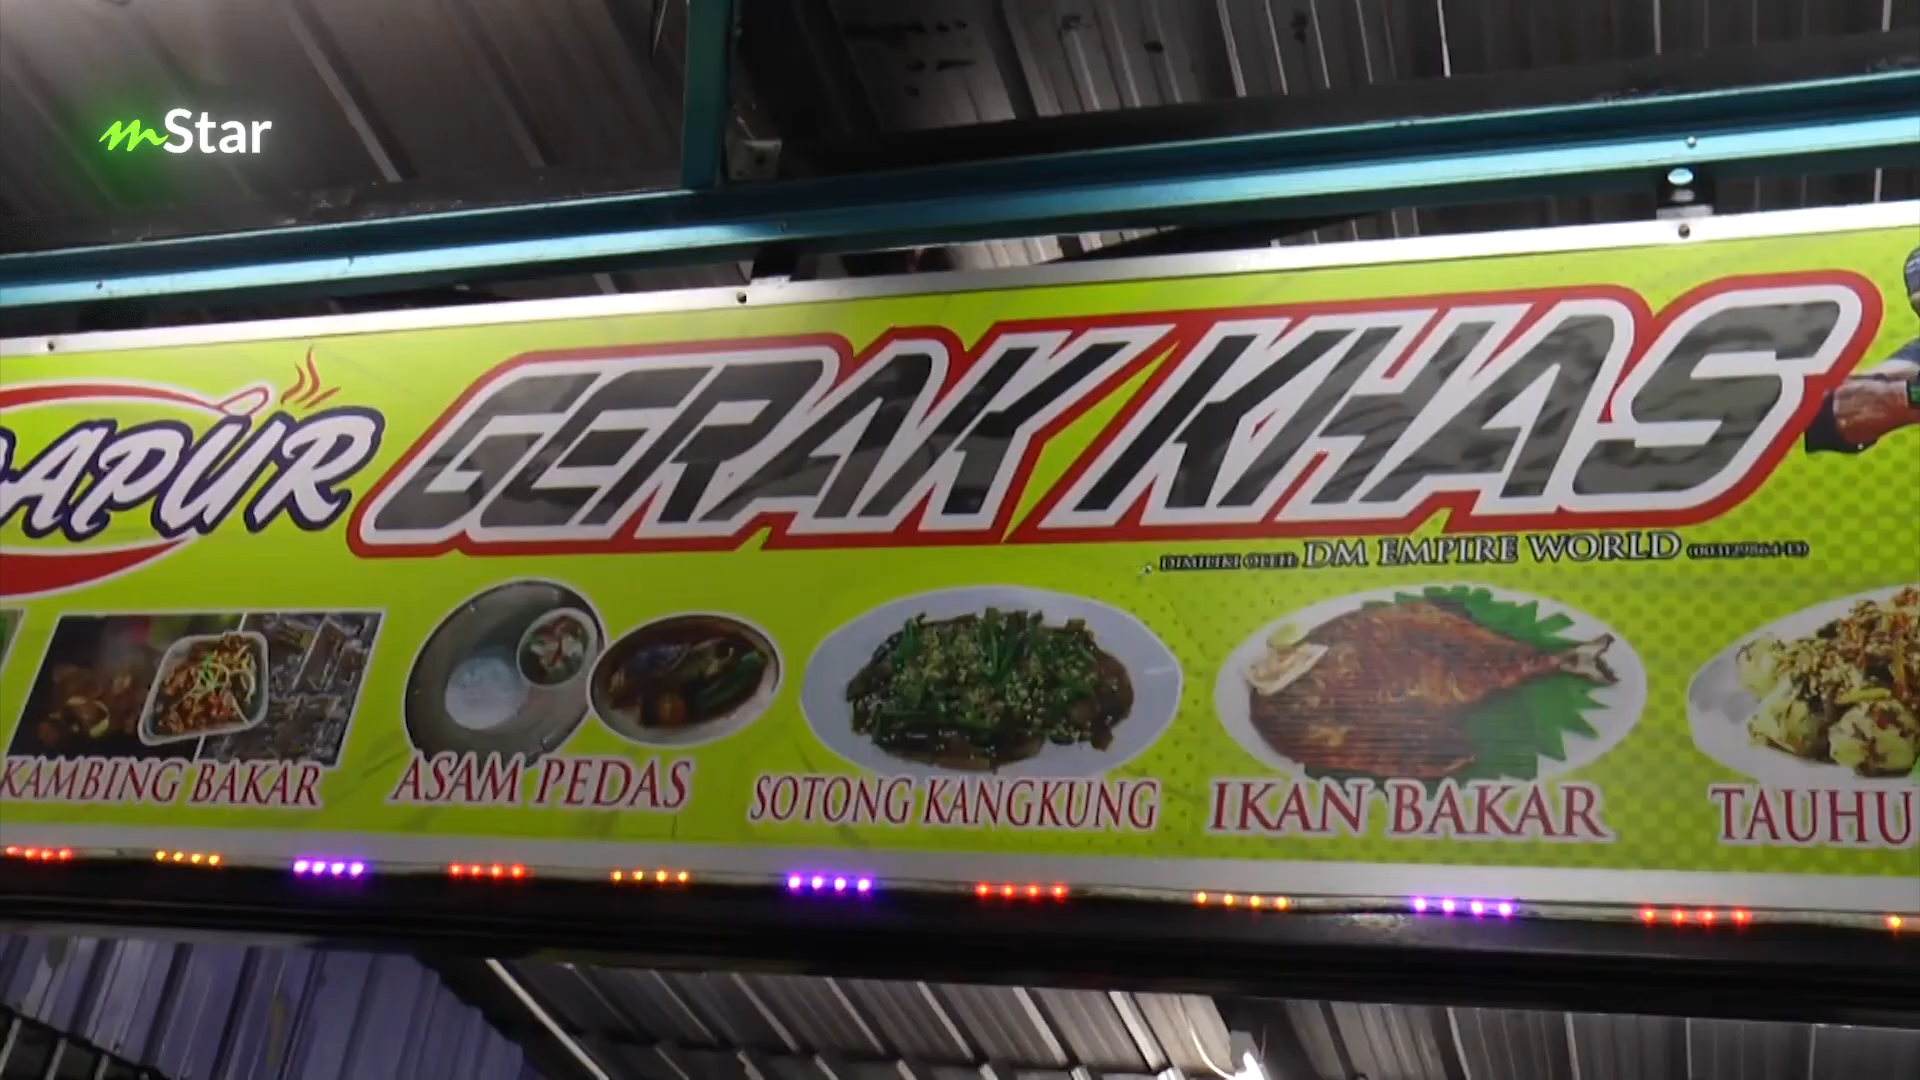 mStar
DAPUR GERAK KHAS
DIMILIKI OLEH: DM EMPIRE WORLD
KAMBING BAKAR
ASAM PEDAS
SOTONG KANGKUNG
IKAN BAKAR
TAUHU